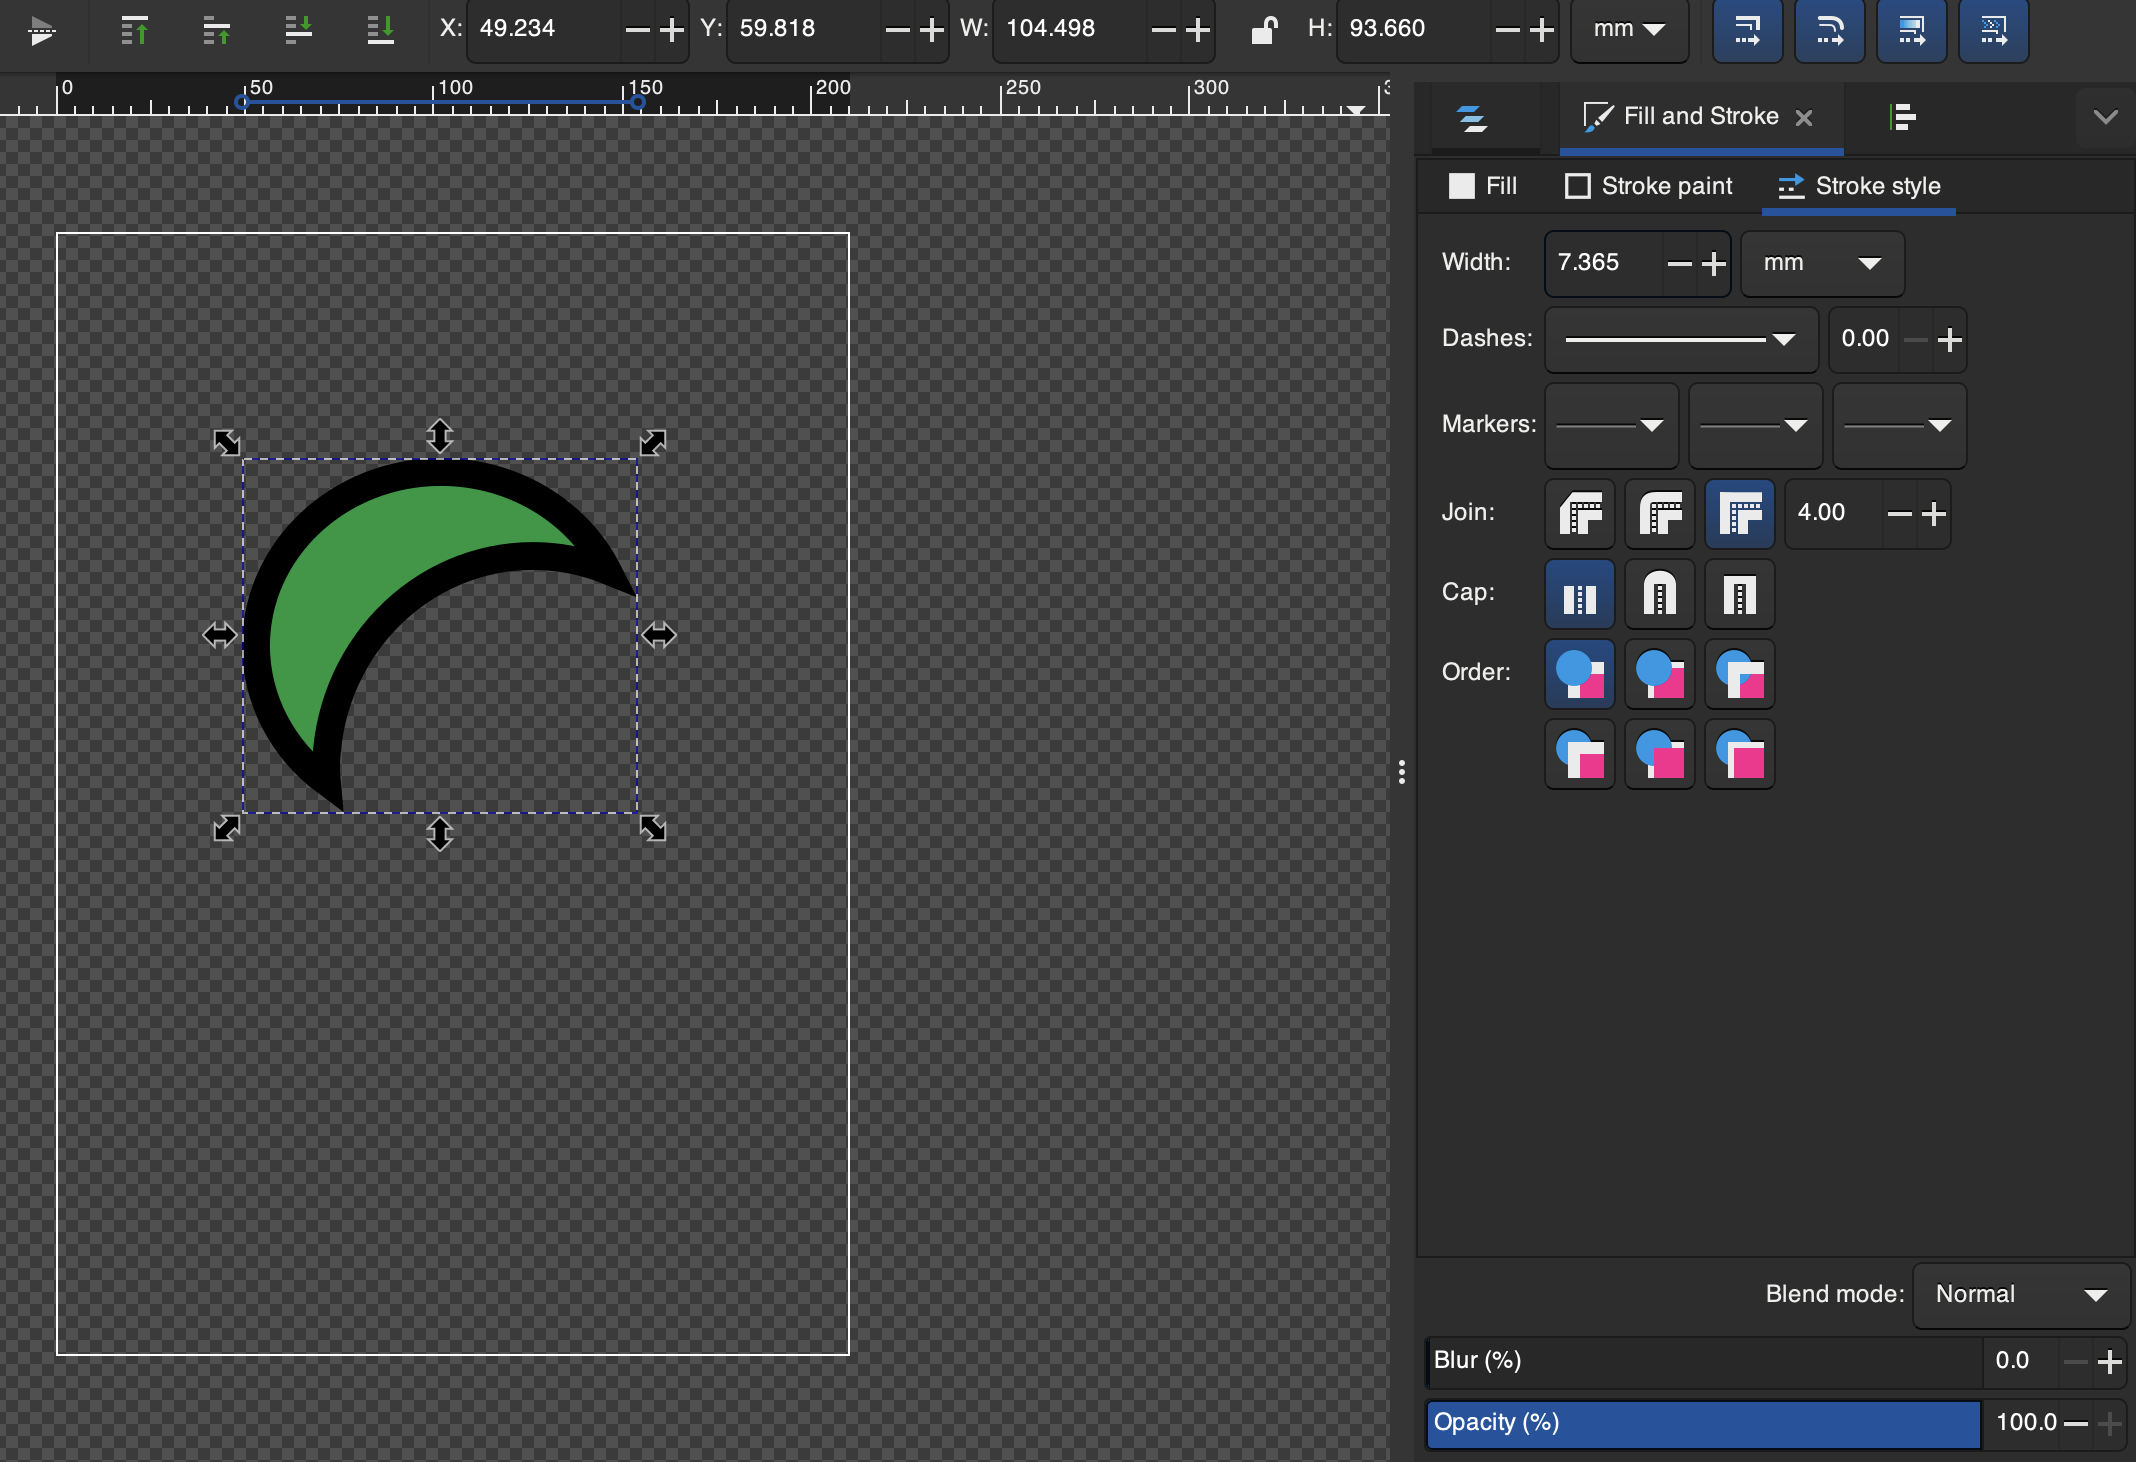 X: 49.234 Y: 59.818 W: 104.498 H: 93.660 mm
0 50 100 150 200 250 300 3
Fill and Stroke
Fill Stroke paint Stroke style
Width: 7.365 mm
Dashes: 0.00
Markers:
Join: 4.00
Cap:
Order:
Blend mode: Normal
Blur (%) 0.0
Opacity (%) 100.0